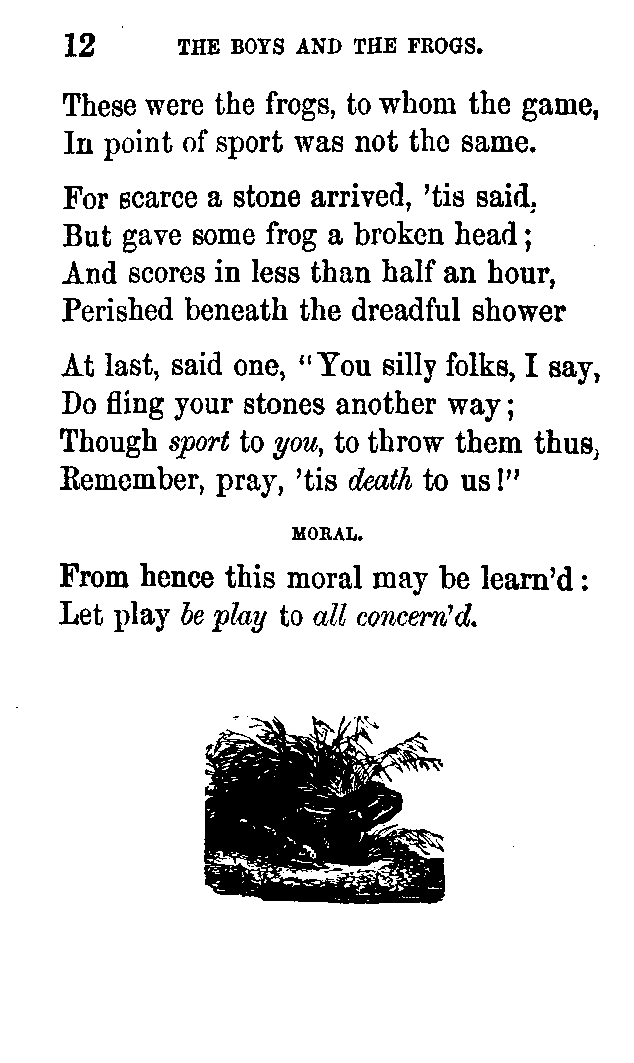 12 THE BOYS AND THE FROGS.
These were the frogs, to whom the game,
In point of sport was not the same.
For scarce a stone arrived, 'tis said,
But gave some frog a broken head;
And scores in less than half an hour,
Perished beneath the dreadful shower
At last, said one, "You silly folks, I say,
Do fling your stones another way;
Though sport to you, to throw them thus,
Remember, pray, 'tis death to us!"
MORAL.
From hence this moral may be learn'd:
Let play be play to all concern'd.